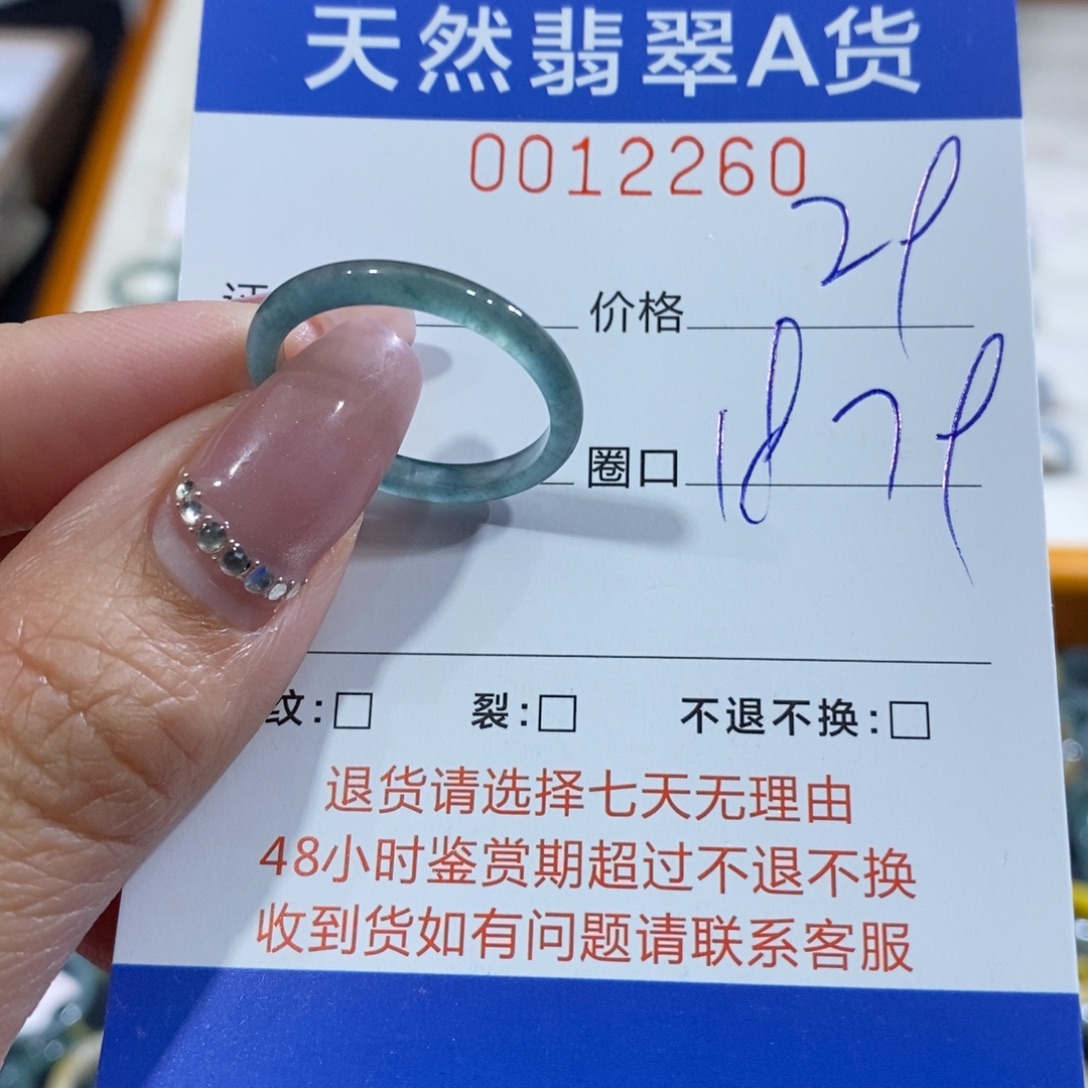 天然翡翠A货
0012260
价格 29
圈口 18.79
纹:□ 裂:□ 不退不换:□
退货请选择七天无理由
48小时鉴赏期超过不退不换
收到货如有问题请联系客服